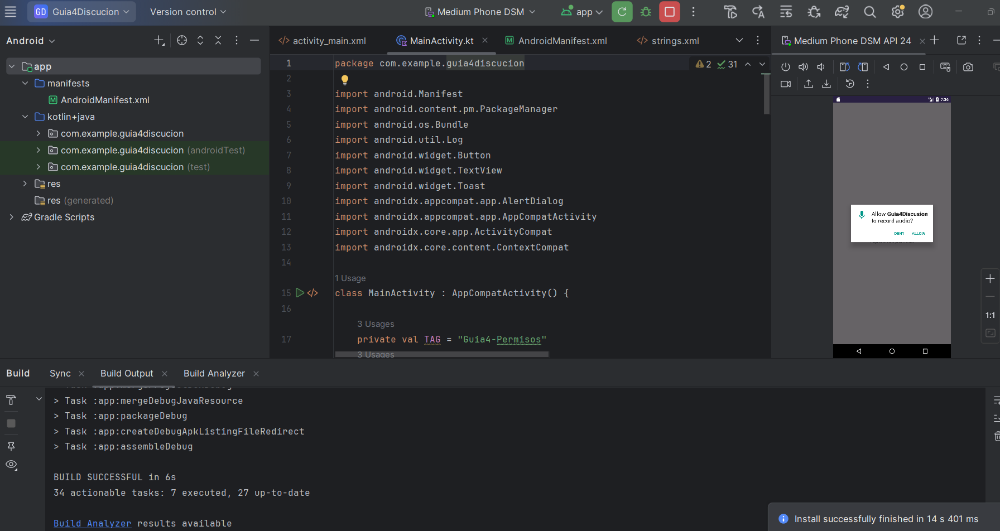 GD Guia4Discucion Version control Medium Phone DSM app
Android
app
manifests
AndroidManifest.xml
kotlin+java
com.example.guia4discucion
com.example.guia4discucion (androidTest)
com.example.guia4discucion (test)
res
res (generated)
Gradle Scripts
activity_main.xml MainActivity.kt AndroidManifest.xml strings.xml
2 31
1 package com.example.guia4discucion
2
3 import android.Manifest
4 import android.content.pm.PackageManager
5 import android.os.Bundle
6 import android.util.Log
7 import android.widget.Button
8 import android.widget.TextView
9 import android.widget.Toast
10 import androidx.appcompat.app.AlertDialog
11 import androidx.appcompat.app.AppCompatActivity
12 import androidx.core.app.ActivityCompat
13 import androidx.core.content.ContextCompat
14
1 Usage
15 class MainActivity : AppCompatActivity() {
16
3 Usages
17 private val TAG = "Guia4-Permisos"
3 Usages
Medium Phone DSM API 24
7:36
Allow Guia4Discusion
to record audio?
DENY ALLOW
1:1
Build Sync Build Output Build Analyzer
> Task :app:mergeDebugJavaResource
> Task :app:packageDebug
> Task :app:createDebugApkListingFileRedirect
> Task :app:assembleDebug
BUILD SUCCESSFUL in 6s
34 actionable tasks: 7 executed, 27 up-to-date
Build Analyzer results available
Install successfully finished in 14 s 401 ms